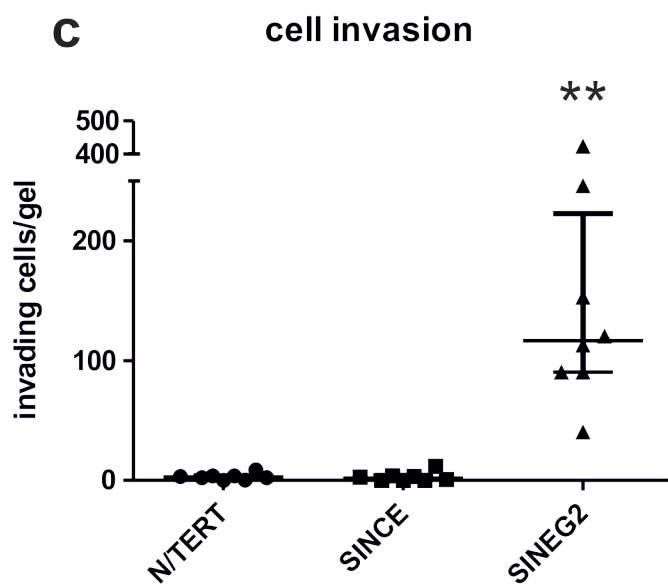 c
cell invasion
**
500
400
200
100
0
invading cells/gel
N/TERT
SINCE
SINEG2